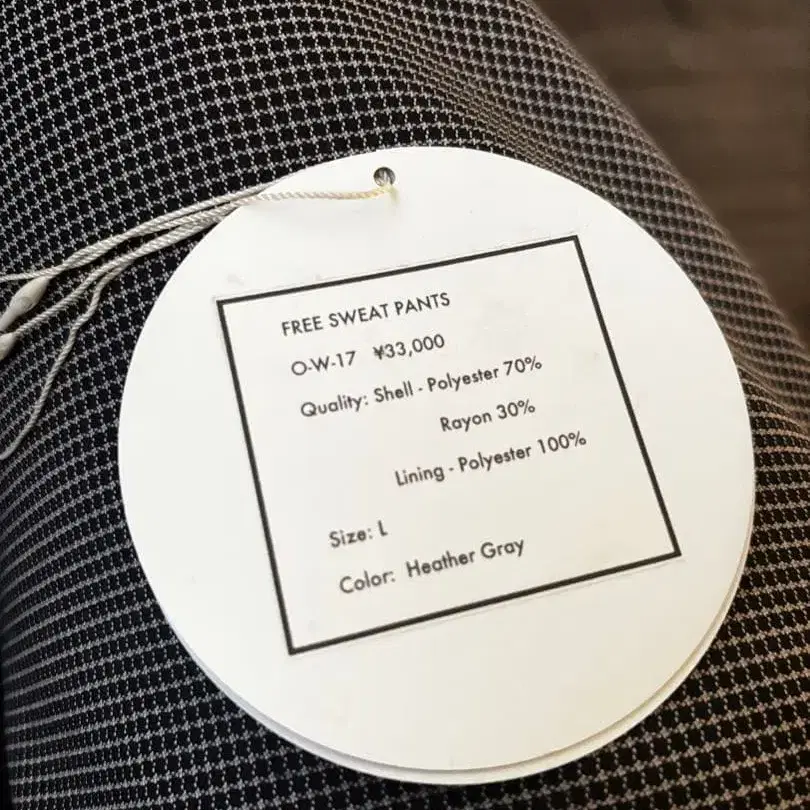 FREE SWEAT PANTS
O-W-17 ¥33,000
Quality: Shell - Polyester 70%
Rayon 30%
Lining - Polyester 100%
Size: L
Color: Heather Gray